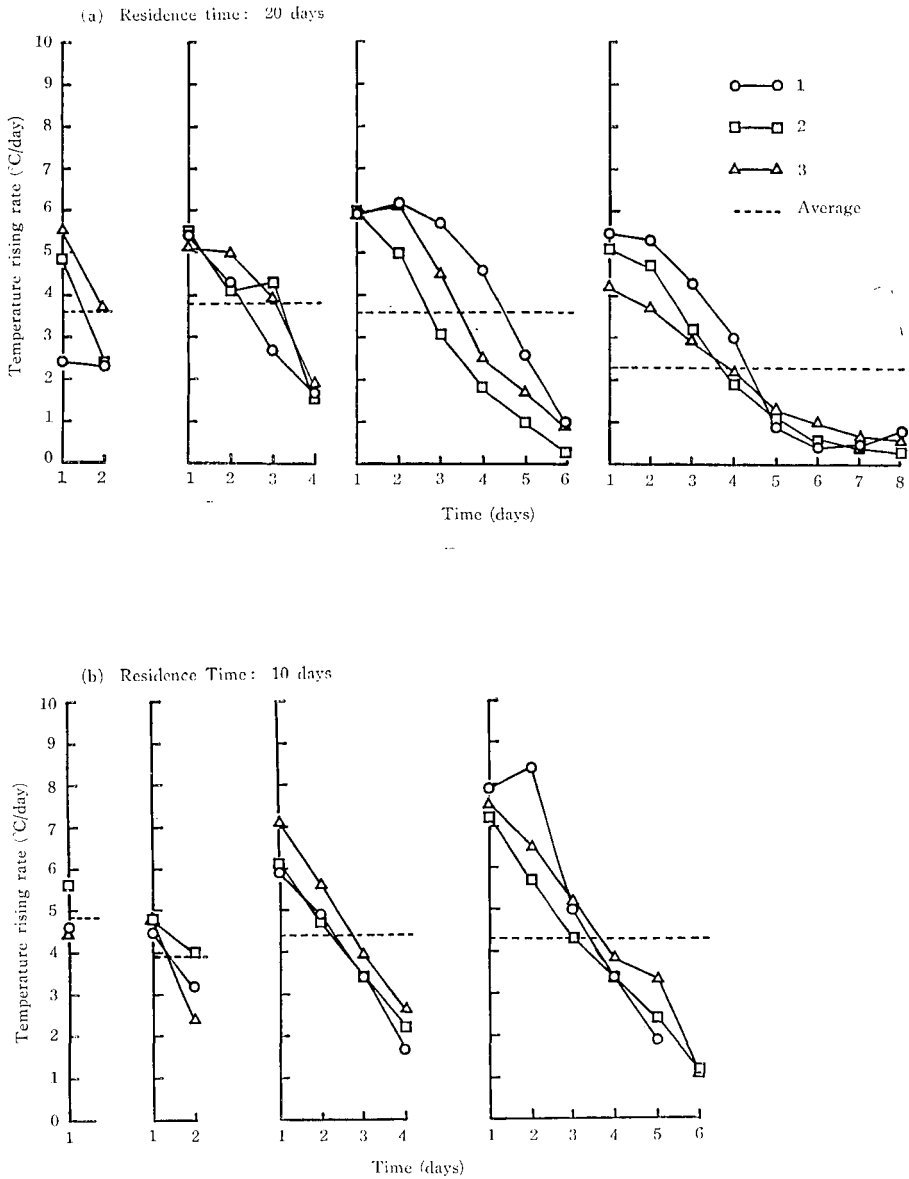 (a) Residence time: 20 days
10
9
8
7
6
5
4
3
2
1
0
Temperature rising rate (°C/day)
1
2
3
Average
1 2 1 2 3 4 1 2 3 4 5 6 1 2 3 4 5 6 7 8
Time (days)
(b) Residence Time: 10 days
10
9
8
7
6
5
4
3
2
1
0
Temperature rising rate (°C/day)
1 1 2 1 2 3 4 1 2 3 4 5 6
Time (days)